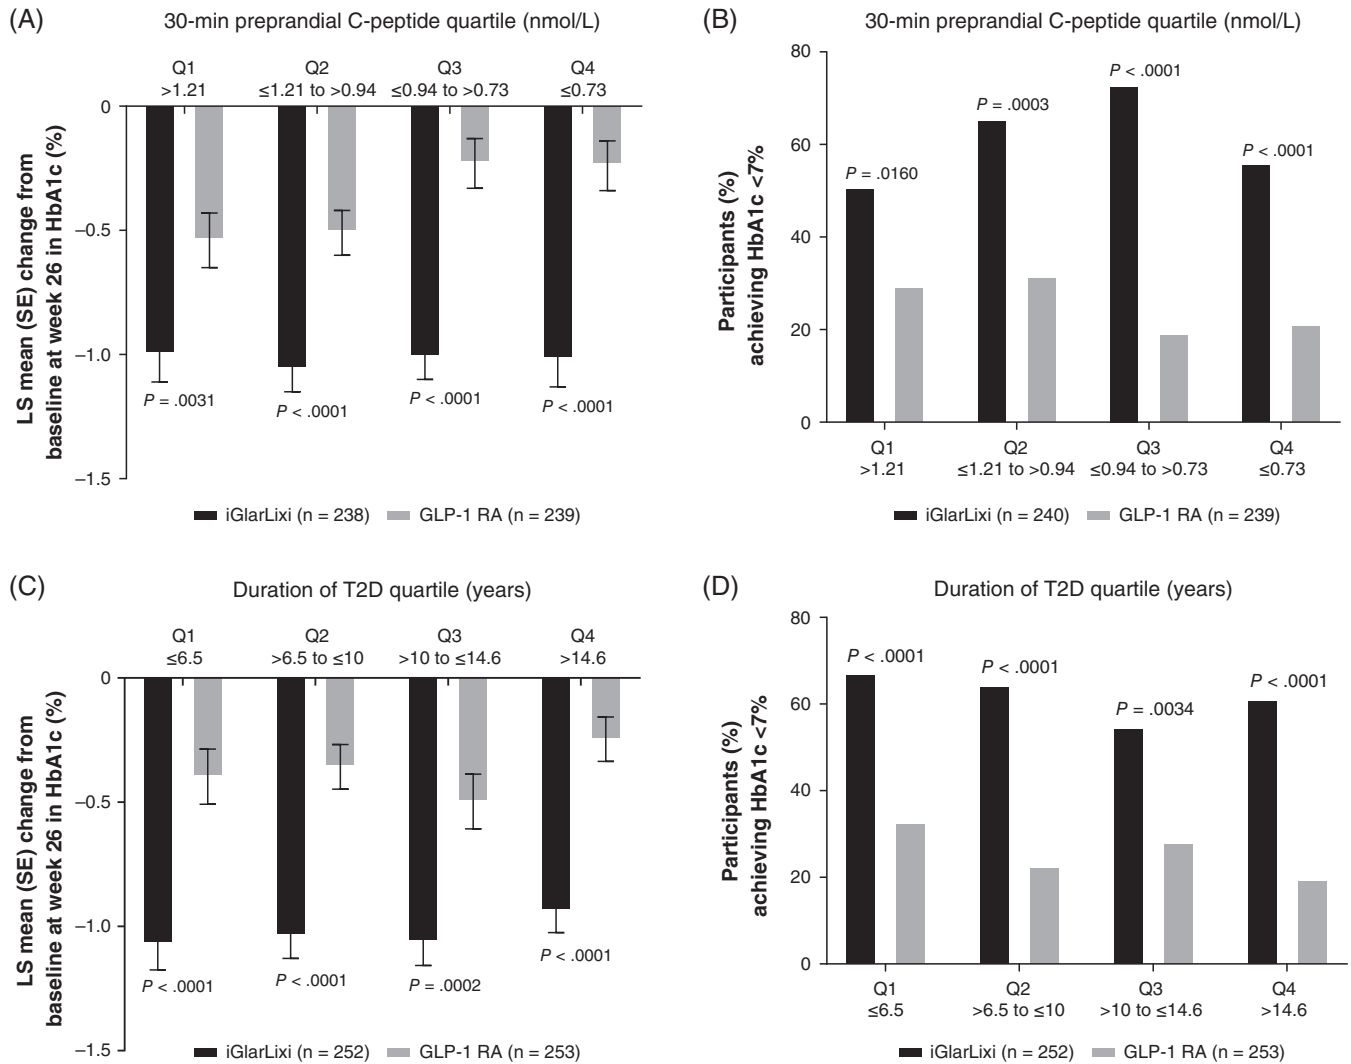 (A)
30-min preprandial C-peptide quartile (nmol/L)
Q1 Q2 Q3 Q4
>1.21 ≤1.21 to >0.94 ≤0.94 to >0.73 ≤0.73
LS mean (SE) change from
baseline at week 26 in HbA1c (%)
0
–0.5
–1.0
–1.5
P = .0031 P < .0001 P < .0001 P < .0001
iGlarLixi (n = 238) GLP-1 RA (n = 239)
(B)
30-min preprandial C-peptide quartile (nmol/L)
Participants (%)
achieving HbA1c <7%
80
60
40
20
0
P = .0160 P = .0003 P < .0001 P < .0001
Q1 Q2 Q3 Q4
>1.21 ≤1.21 to >0.94 ≤0.94 to >0.73 ≤0.73
iGlarLixi (n = 240) GLP-1 RA (n = 239)
(C)
Duration of T2D quartile (years)
Q1 Q2 Q3 Q4
≤6.5 >6.5 to ≤10 >10 to ≤14.6 >14.6
LS mean (SE) change from
baseline at week 26 in HbA1c (%)
0
–0.5
–1.0
–1.5
P < .0001 P < .0001 P = .0002 P < .0001
iGlarLixi (n = 252) GLP-1 RA (n = 253)
(D)
Duration of T2D quartile (years)
Participants (%)
achieving HbA1c <7%
80
60
40
20
0
P < .0001 P < .0001 P = .0034 P < .0001
Q1 Q2 Q3 Q4
≤6.5 >6.5 to ≤10 >10 to ≤14.6 >14.6
iGlarLixi (n = 252) GLP-1 RA (n = 253)